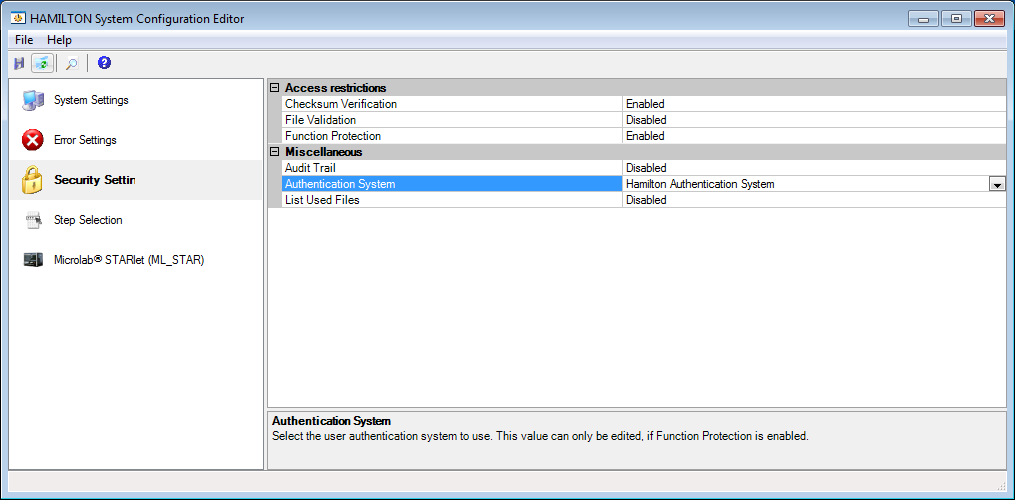 HAMILTON System Configuration Editor
File Help
System Settings
Error Settings
Security Settin
Step Selection
Microlab® STARlet (ML_STAR)
Access restrictions
Checksum Verification Enabled
File Validation Disabled
Function Protection Enabled
Miscellaneous
Audit Trail Disabled
Authentication System Hamilton Authentication System
List Used Files Disabled
Authentication System
Select the user authentication system to use. This value can only be edited, if Function Protection is enabled.